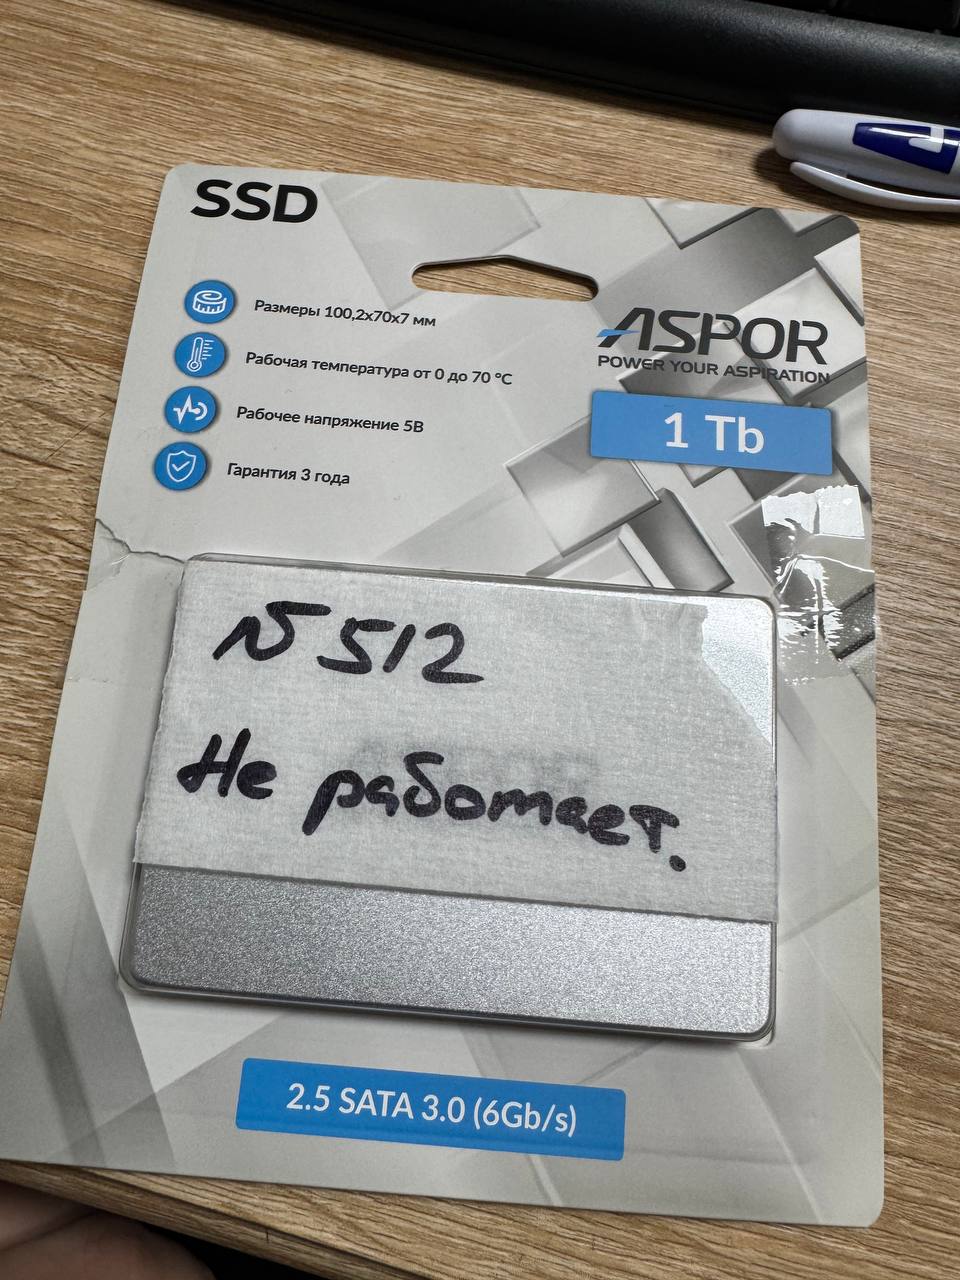 SSD
Размеры 100,2х70х7 мм
Рабочая температура от 0 до 70 °C
Рабочее напряжение 5В
Гарантия 3 года
ASPOR
POWER YOUR ASPIRATION
1 Tb
№ 512
Не работает.
2.5 SATA 3.0 (6Gb/s)